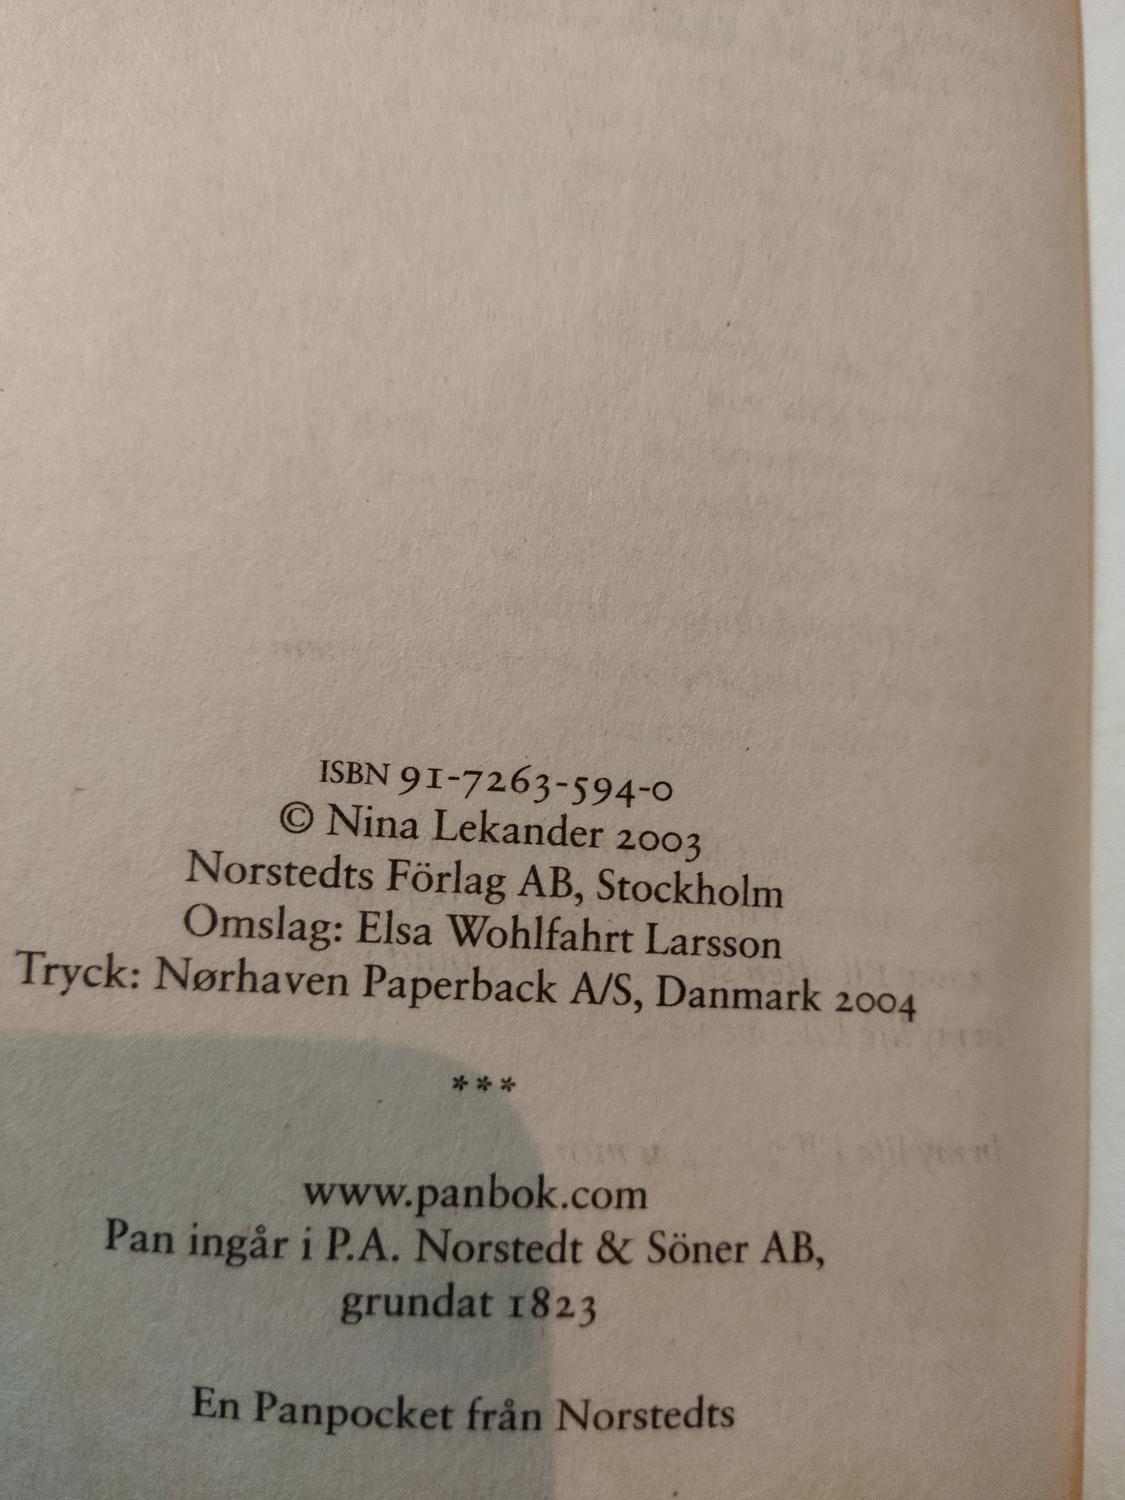 ISBN 91-7263-594-0
© Nina Lekander 2003
Norstedts Förlag AB, Stockholm
Omslag: Elsa Wohlfahrt Larsson
Tryck: Nørhaven Paperback A/S, Danmark 2004
***
www.panbok.com
Pan ingår i P.A. Norstedt & Söner AB,
grundat 1823
En Panpocket från Norstedts